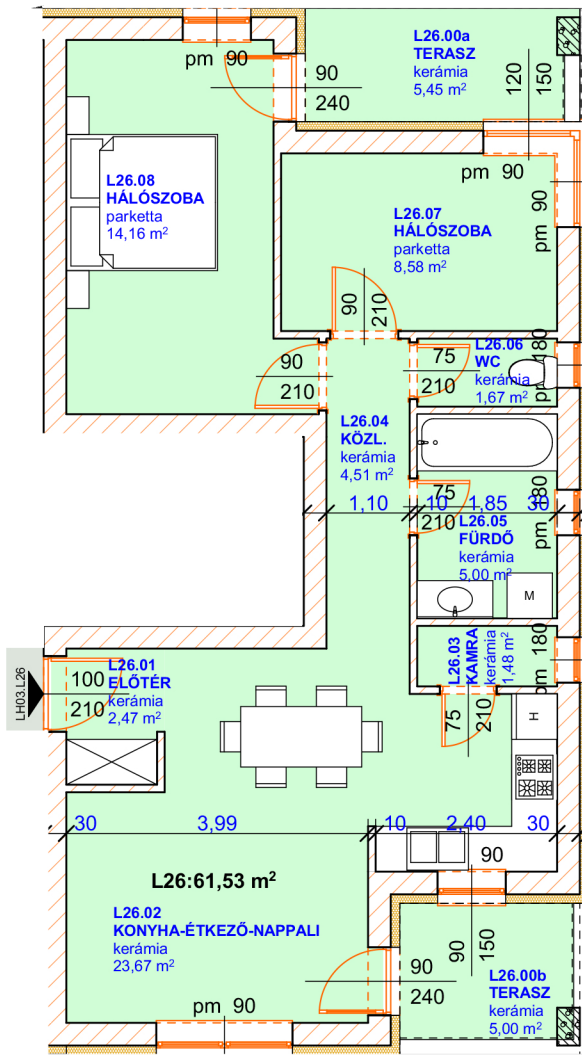 pm 90
L26.00a
TERASZ
kerámia
5,45 m²
90
240
120
150
pm 90
pm 90
L26.08
HÁLÓSZOBA
parketta
14,16 m²
L26.07
HÁLÓSZOBA
parketta
8,58 m²
90
210
90
210
75
210
L26.06
WC
kerámia
1,67 m²
pm 180
L26.04
KÖZL.
kerámia
4,51 m²
75
210
1,10
10
1,85
30
pm 180
L26.05
FÜRDŐ
kerámia
5,00 m²
M
LH03.L26
100
210
L26.01
ELŐTÉR
kerámia
2,47 m²
L26.03
KAMRA
kerámia
1,48 m²
pm 180
75
210
H
30
3,99
10
2,40
30
90
150
L26:61,53 m²
L26.02
KONYHA-ÉTKEZŐ-NAPPALI
kerámia
23,67 m²
90
240
90
L26.00b
TERASZ
kerámia
5,00 m²
pm 90